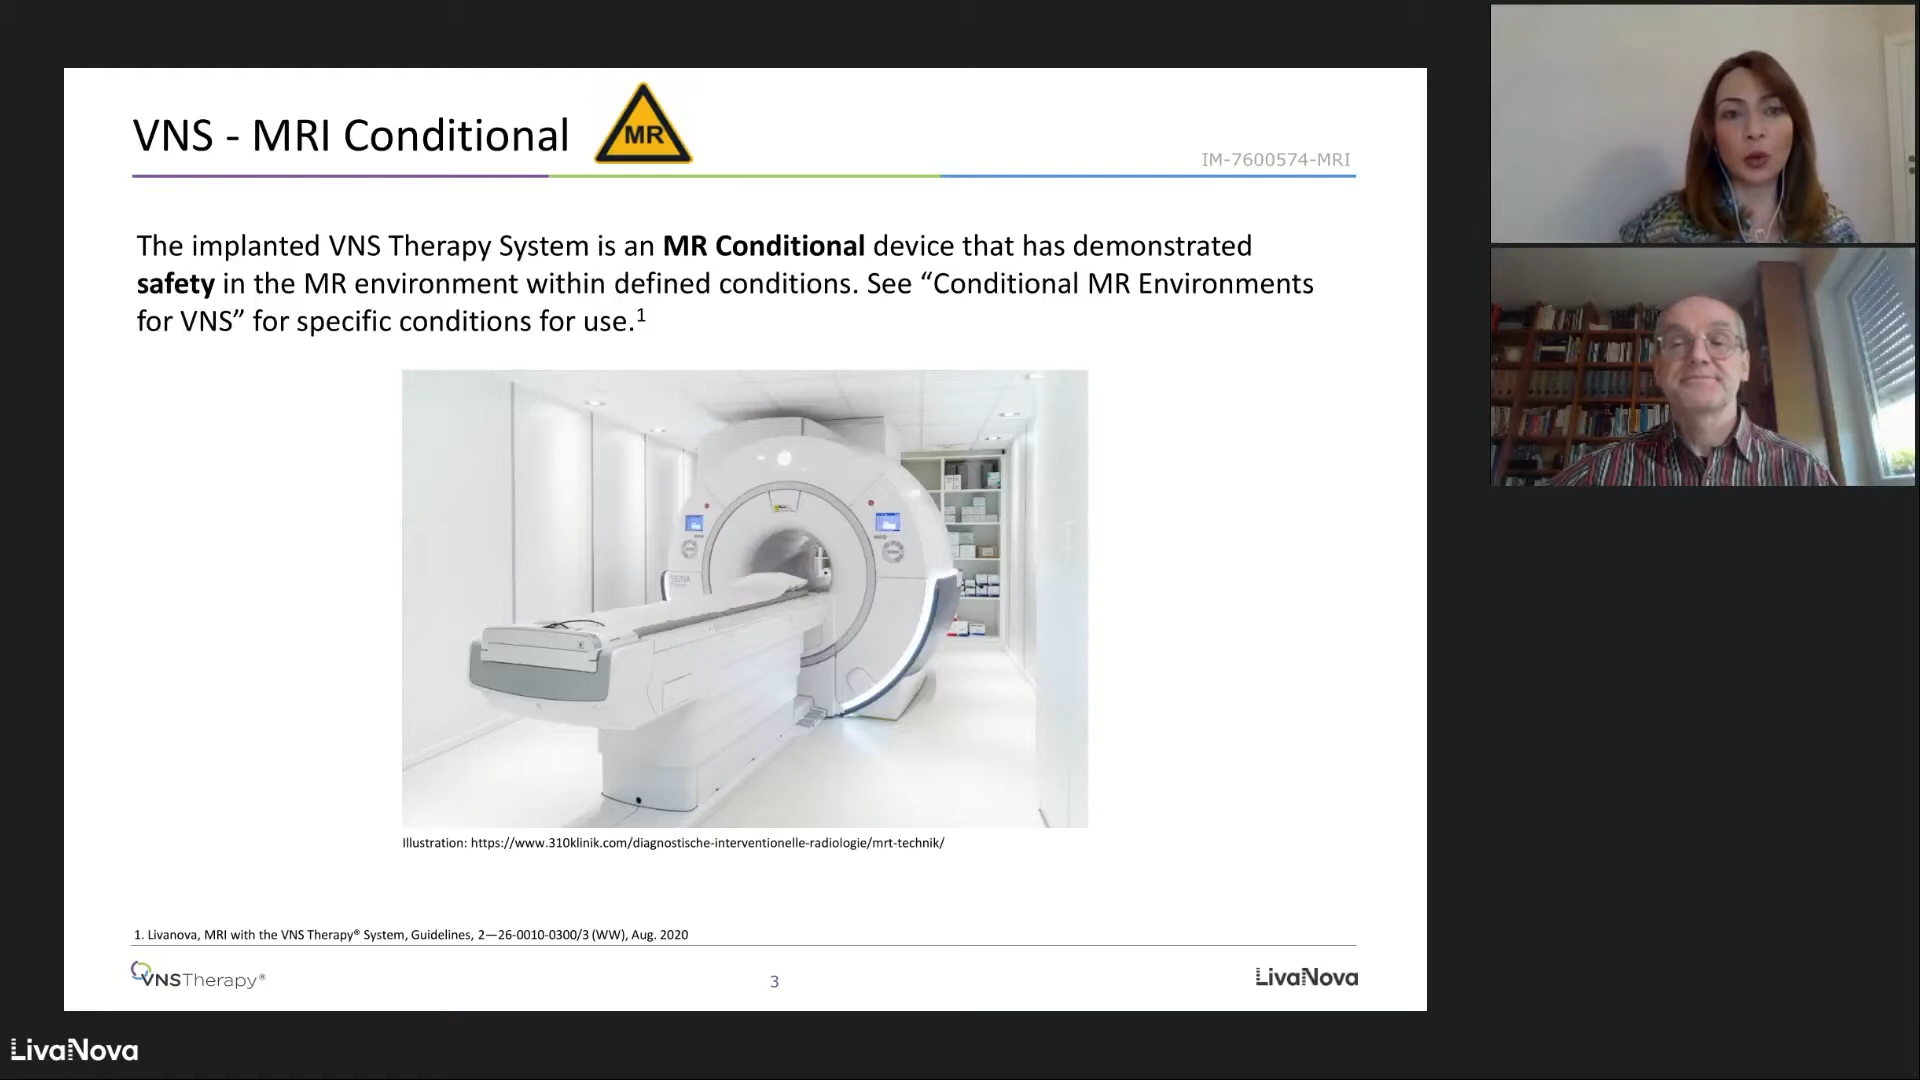 VNS - MRI Conditional
MR
IM-7600574-MRI
The implanted VNS Therapy System is an MR Conditional device that has demonstrated
safety in the MR environment within defined conditions. See “Conditional MR Environments
for VNS” for specific conditions for use.1
SIGNA
Illustration: https://www.310klinik.com/diagnostische-interventionelle-radiologie/mrt-technik/
1. Livanova, MRI with the VNS Therapy® System, Guidelines, 2—26-0010-0300/3 (WW), Aug. 2020
VNSTherapy®
3
LivaNova
LivaNova